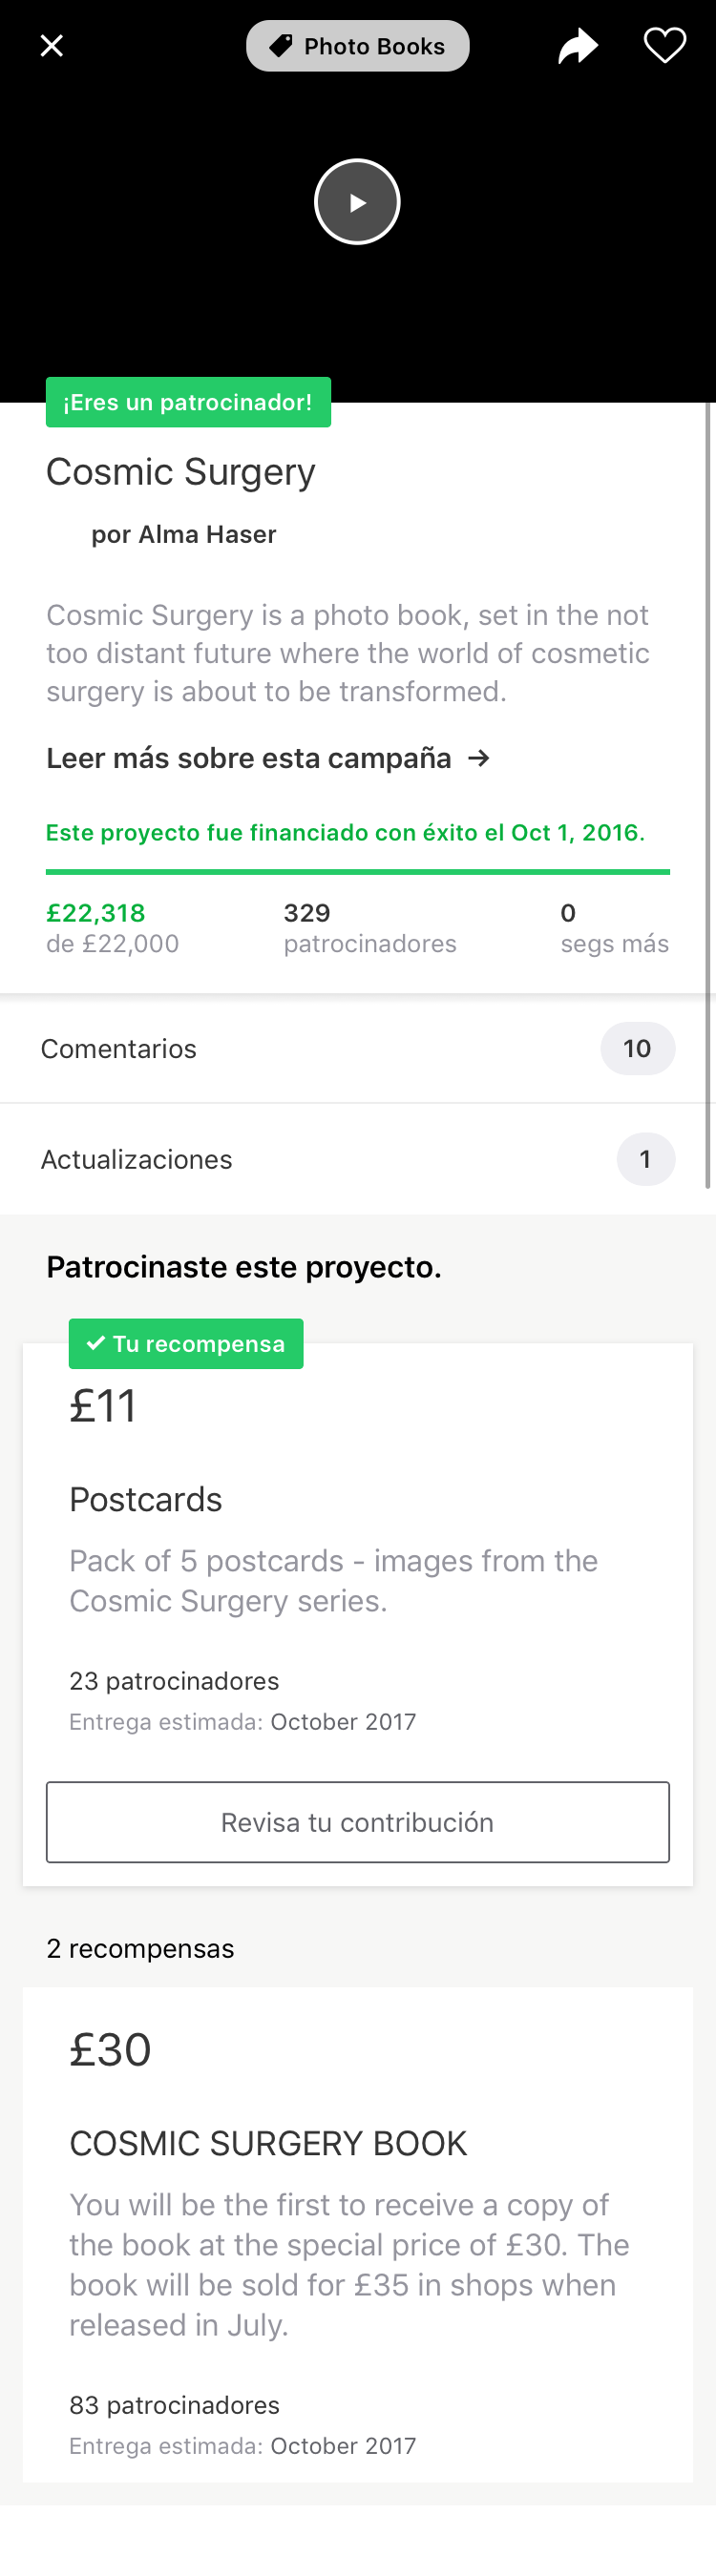 Photo Books
¡Eres un patrocinador!
Cosmic Surgery
por Alma Haser
Cosmic Surgery is a photo book, set in the not
too distant future where the world of cosmetic
surgery is about to be transformed.
Leer más sobre esta campaña →
Este proyecto fue financiado con éxito el Oct 1, 2016.
£22,318 329 0
de £22,000 patrocinadores segs más
Comentarios 10
Actualizaciones 1
Patrocinaste este proyecto.
✓ Tu recompensa
£11
Postcards
Pack of 5 postcards - images from the
Cosmic Surgery series.
23 patrocinadores
Entrega estimada: October 2017
Revisa tu contribución
2 recompensas
£30
COSMIC SURGERY BOOK
You will be the first to receive a copy of
the book at the special price of £30. The
book will be sold for £35 in shops when
released in July.
83 patrocinadores
Entrega estimada: October 2017